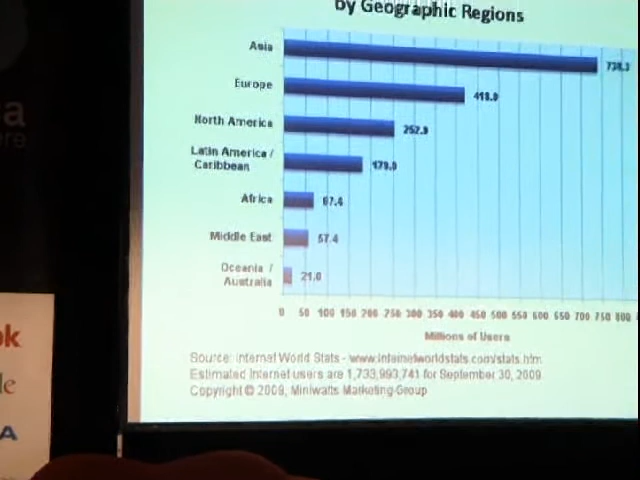 by Geographic Regions
Asia
738.3
Europe
418.0
North America
252.9
Latin America /
Caribbean
179.0
Africa
67.4
Middle East
57.4
Oceania /
Australia
21.0
0 50 100 150 200 250 300 350 400 450 500 550 600 650 700 750 800
Millions of Users
Source: Internet World Stats - www.internetworldstats.com/stats.htm
Estimated Internet users are 1,733,993,741 for September 30, 2009
Copyright © 2009, Miniwatts Marketing Group